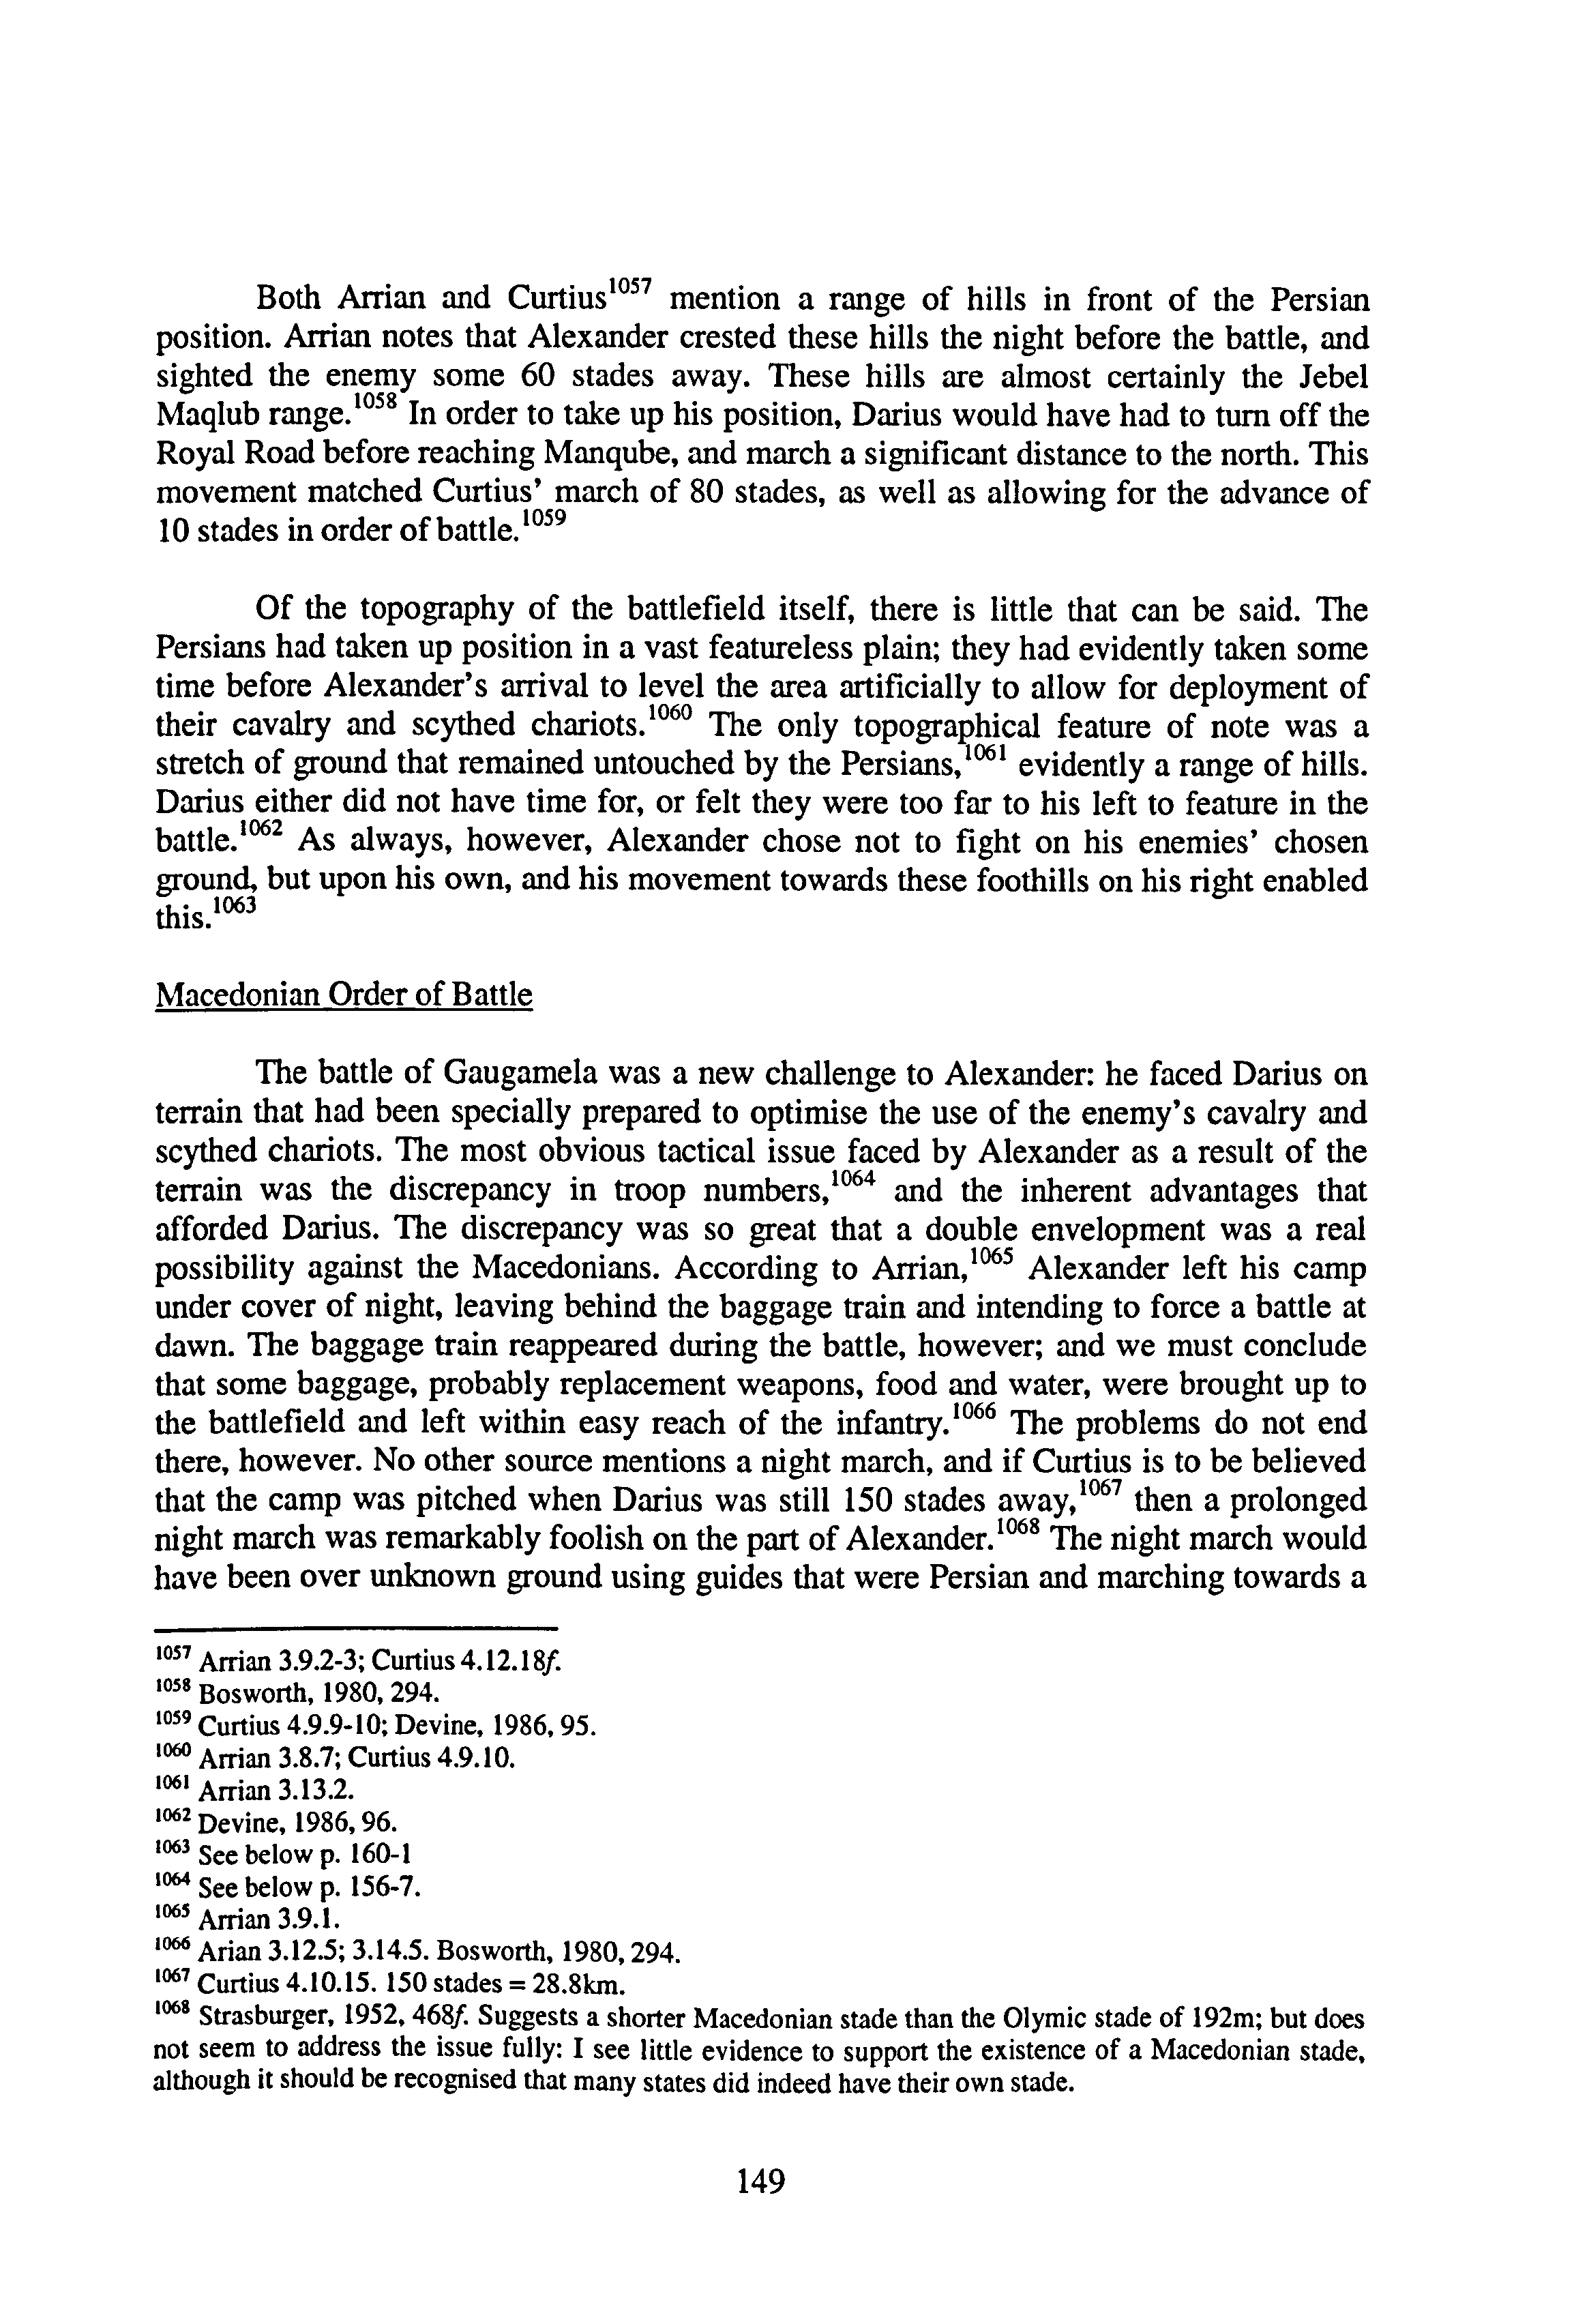 Both Arrian and Curtius1057 mention a range of hills in front of the Persian
position. Arrian notes that Alexander crested these hills the night before the battle, and
sighted the enemy some 60 stades away. These hills are almost certainly the Jebel
Maqlub range.1058 In order to take up his position, Darius would have had to turn off the
Royal Road before reaching Manqube, and march a significant distance to the north. This
movement matched Curtius’ march of 80 stades, as well as allowing for the advance of
10 stades in order of battle.1059
Of the topography of the battlefield itself, there is little that can be said. The
Persians had taken up position in a vast featureless plain; they had evidently taken some
time before Alexander’s arrival to level the area artificially to allow for deployment of
their cavalry and scythed chariots.1060 The only topographical feature of note was a
stretch of ground that remained untouched by the Persians,1061 evidently a range of hills.
Darius either did not have time for, or felt they were too far to his left to feature in the
battle.1062 As always, however, Alexander chose not to fight on his enemies’ chosen
ground, but upon his own, and his movement towards these foothills on his right enabled
this.1063
Macedonian Order of Battle
The battle of Gaugamela was a new challenge to Alexander: he faced Darius on
terrain that had been specially prepared to optimise the use of the enemy’s cavalry and
scythed chariots. The most obvious tactical issue faced by Alexander as a result of the
terrain was the discrepancy in troop numbers,1064 and the inherent advantages that
afforded Darius. The discrepancy was so great that a double envelopment was a real
possibility against the Macedonians. According to Arrian,1065 Alexander left his camp
under cover of night, leaving behind the baggage train and intending to force a battle at
dawn. The baggage train reappeared during the battle, however; and we must conclude
that some baggage, probably replacement weapons, food and water, were brought up to
the battlefield and left within easy reach of the infantry.1066 The problems do not end
there, however. No other source mentions a night march, and if Curtius is to be believed
that the camp was pitched when Darius was still 150 stades away,1067 then a prolonged
night march was remarkably foolish on the part of Alexander.1068 The night march would
have been over unknown ground using guides that were Persian and marching towards a
1057 Arrian 3.9.2-3; Curtius 4.12.18f.
1058 Bosworth, 1980, 294.
1059 Curtius 4.9.9-10; Devine, 1986, 95.
1060 Arrian 3.8.7; Curtius 4.9.10.
1061 Arrian 3.13.2.
1062 Devine, 1986, 96.
1063 See below p. 160-1
1064 See below p. 156-7.
1065 Arrian 3.9.1.
1066 Arian 3.12.5; 3.14.5. Bosworth, 1980, 294.
1067 Curtius 4.10.15. 150 stades = 28.8km.
1068 Strasburger, 1952, 468f. Suggests a shorter Macedonian stade than the Olymic stade of 192m; but does
not seem to address the issue fully: I see little evidence to support the existence of a Macedonian stade,
although it should be recognised that many states did indeed have their own stade.
149